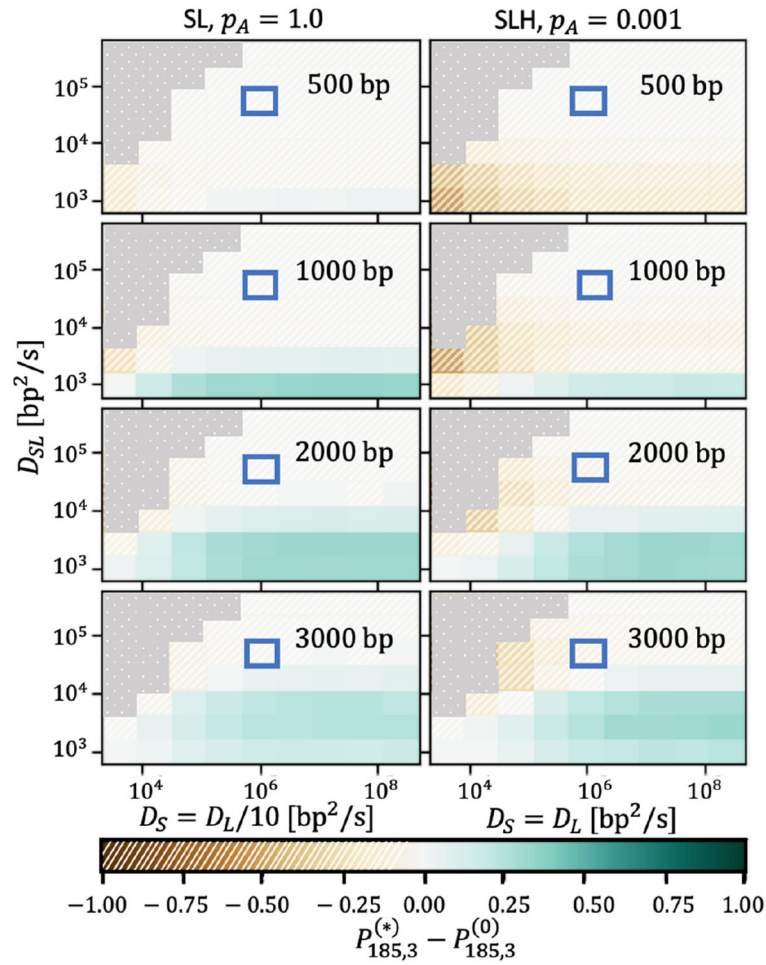 SL, p_A = 1.0 SLH, p_A = 0.001
500 bp 500 bp
10^5
10^4
10^3
1000 bp 1000 bp
10^5
10^4
10^3
D_SL [bp^2/s]
2000 bp 2000 bp
10^5
10^4
10^3
3000 bp 3000 bp
10^5
10^4
10^3
10^4 10^6 10^8 10^4 10^6 10^8
D_S = D_L/10 [bp^2/s] D_S = D_L [bp^2/s]
−1.00 −0.75 −0.50 −0.25 0.00 0.25 0.50 0.75 1.00
P_185,3^(*) − P_185,3^(0)